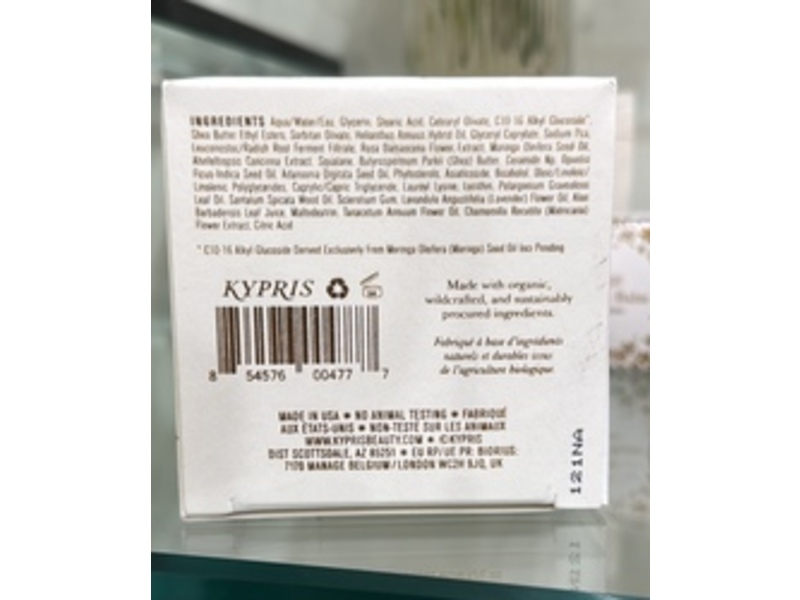 INGREDIENTS Aqua/Water/Eau, Glycerin, Stearic Acid, Cetearyl Olivate, C10-16 Alkyl Glucoside*,
Shea Butter Ethyl Esters, Sorbitan Olivate, Helianthus Annuus Hybrid Oil, Glyceryl Caprylate, Sodium Pca,
Leuconostoc/Radish Root Ferment Filtrate, Rosa Damascena Flower Extract, Moringa Oleifera Seed Oil,
Ahnfeltiopsis Concinna Extract, Squalane, Butyrospermum Parkii (Shea) Butter, Ceramide Np, Opuntia
Ficus-Indica Seed Oil, Adansonia Digitata Seed Oil, Phytosterols, Asiaticoside, Bisabolol, Oleic/Linoleic/
Linolenic Polyglycerides, Caprylic/Capric Triglyceride, Lauroyl Lysine, Lecithin, Pelargonium Graveolens
Leaf Oil, Santalum Spicata Wood Oil, Sclerotium Gum, Lavandula Angustifolia (Lavender) Flower Oil, Aloe
Barbadensis Leaf Juice, Maltodextrin, Tanacetum Annuum Flower Oil, Chamomilla Recutita (Matricaria)
Flower Extract, Citric Acid
* C10-16 Alkyl Glucoside Derived Exclusively From Moringa Oleifera (Moringa) Seed Oil Inci Pending
KYPRIS
Made with organic,
wildcrafted, and sustainably
procured ingredients.
Fabriqué à base d'ingrédients
naturels et durables issus
de l'agriculture biologique.
8 54576 00477 7
MADE IN USA * NO ANIMAL TESTING * FABRIQUÉ
AUX ÉTATS-UNIS * NON-TESTÉ SUR LES ANIMAUX
WWW.KYPRISBEAUTY.COM * ©KYPRIS
DIST SCOTTSDALE, AZ 85251 * EU RP/UE PR: BIORIUS:
7170 MANAGE BELGIUM/LONDON WC2H 9JQ, UK
121NA